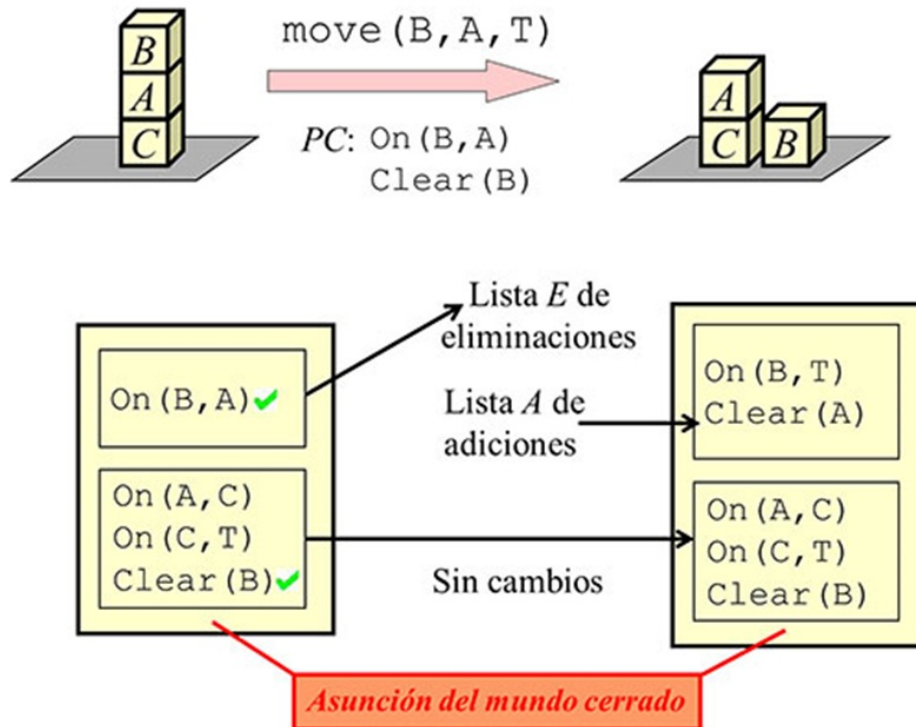 B
A
C
move(B,A,T)
PC: On(B,A)
Clear(B)
A
C B
Lista E de
eliminaciones
On(B,A)
Lista A de
adiciones
On(B,T)
Clear(A)
On(A,C)
On(C,T)
Clear(B)
Sin cambios
On(A,C)
On(C,T)
Clear(B)
Asunción del mundo cerrado